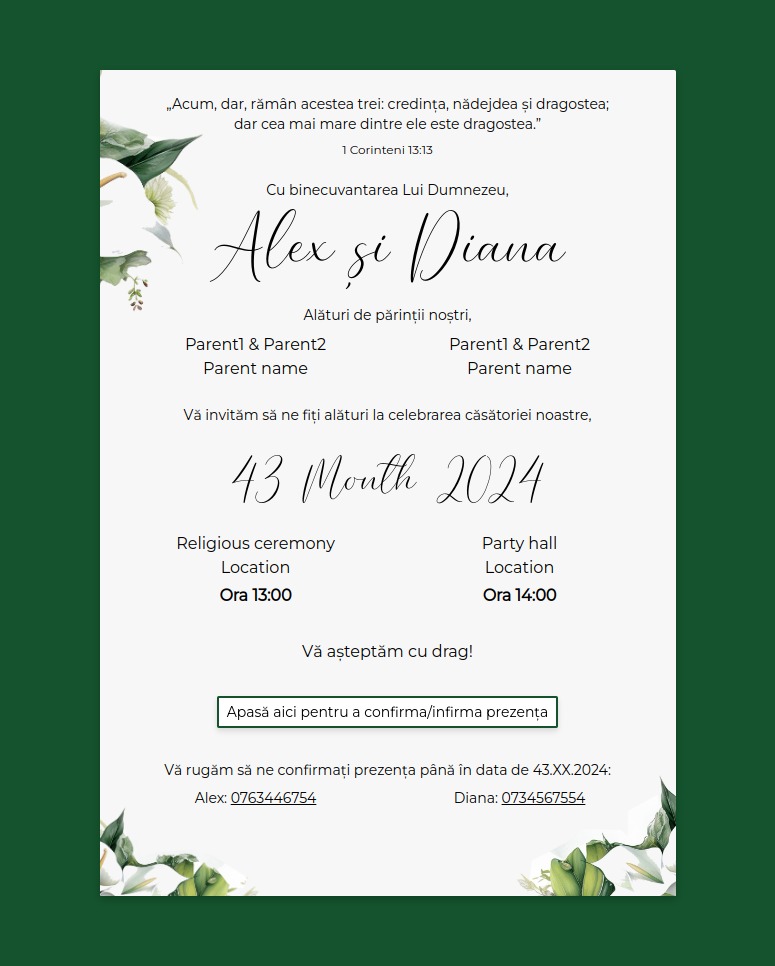 „Acum, dar, rămân acestea trei: credința, nădejdea și dragostea;
dar cea mai mare dintre ele este dragostea.”
1 Corinteni 13:13
Cu binecuvantarea Lui Dumnezeu,
Alex și Diana
Alături de părinții noștri,
Parent1 & Parent2
Parent name
Parent1 & Parent2
Parent name
Vă invităm să ne fiți alături la celebrarea căsătoriei noastre,
43 Month 2024
Religious ceremony
Location
Ora 13:00
Party hall
Location
Ora 14:00
Vă așteptăm cu drag!
Apasă aici pentru a confirma/infirma prezența
Vă rugăm să ne confirmați prezența până în data de 43.XX.2024:
Alex: 0763446754
Diana: 0734567554